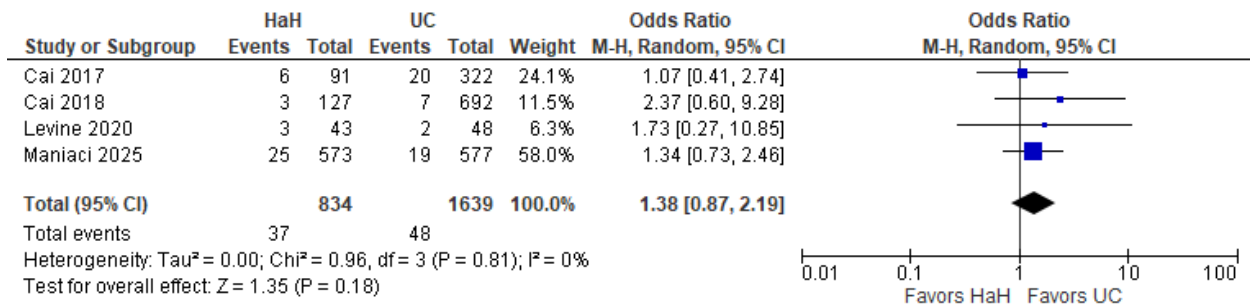 HaH UC Odds Ratio Odds Ratio
Study or Subgroup Events Total Events Total Weight M-H, Random, 95% CI M-H, Random, 95% CI
Cai 2017 6 91 20 322 24.1% 1.07 [0.41, 2.74]
Cai 2018 3 127 7 692 11.5% 2.37 [0.60, 9.28]
Levine 2020 3 43 2 48 6.3% 1.73 [0.27, 10.85]
Maniaci 2025 25 573 19 577 58.0% 1.34 [0.73, 2.46]
Total (95% CI) 834 1639 100.0% 1.38 [0.87, 2.19]
Total events 37 48
Heterogeneity: Tau² = 0.00; Chi² = 0.96, df = 3 (P = 0.81); I² = 0%
Test for overall effect: Z = 1.35 (P = 0.18)
0.01 0.1 1 10 100
Favors HaH Favors UC